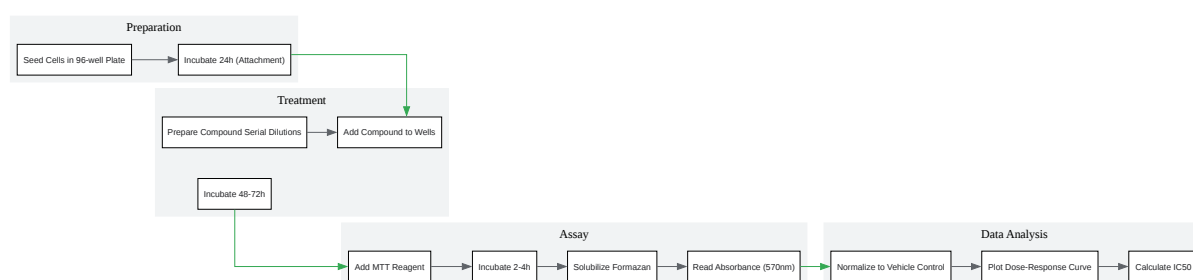 Preparation
Seed Cells in 96-well Plate
Incubate 24h (Attachment)
Treatment
Prepare Compound Serial Dilutions
Add Compound to Wells
Incubate 48-72h
Assay
Add MTT Reagent
Incubate 2-4h
Solubilize Formazan
Read Absorbance (570nm)
Data Analysis
Normalize to Vehicle Control
Plot Dose-Response Curve
Calculate IC50